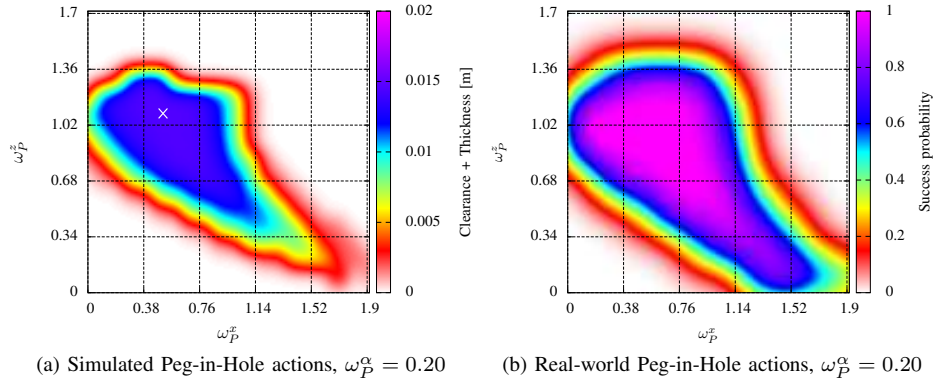 1.7
1.36
1.02
0.68
0.34
0
ω_P^z
0 0.38 0.76 1.14 1.52 1.9
ω_P^x
0.02
0.015
0.01
0.005
0
Clearance + Thickness [m]
1.7
1.36
1.02
0.68
0.34
0
ω_P^z
0 0.38 0.76 1.14 1.52 1.9
ω_P^x
1
0.8
0.6
0.4
0.2
0
Success probability
(a) Simulated Peg-in-Hole actions, ω_P^α = 0.20
(b) Real-world Peg-in-Hole actions, ω_P^α = 0.20